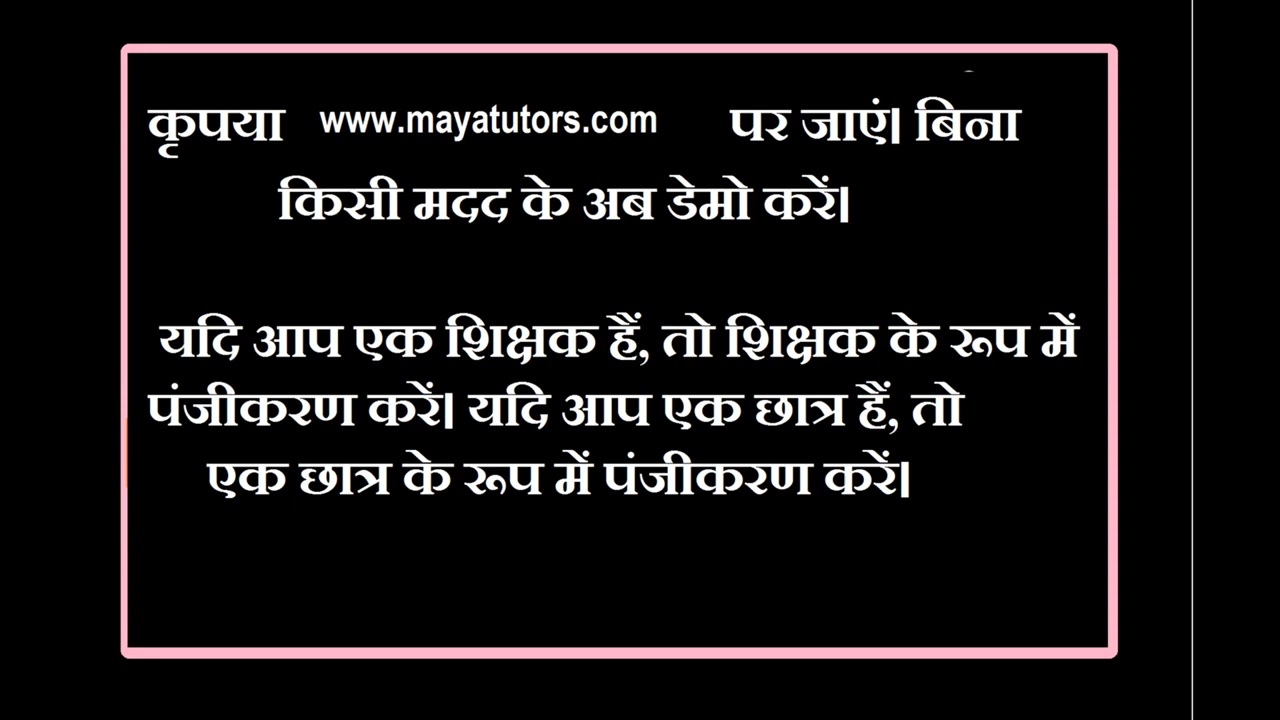 कृपया www.mayatutors.com पर जाएं। बिना
किसी मदद के अब डेमो करें।
यदि आप एक शिक्षक हैं, तो शिक्षक के रूप में
पंजीकरण करें। यदि आप एक छात्र हैं, तो
एक छात्र के रूप में पंजीकरण करें।